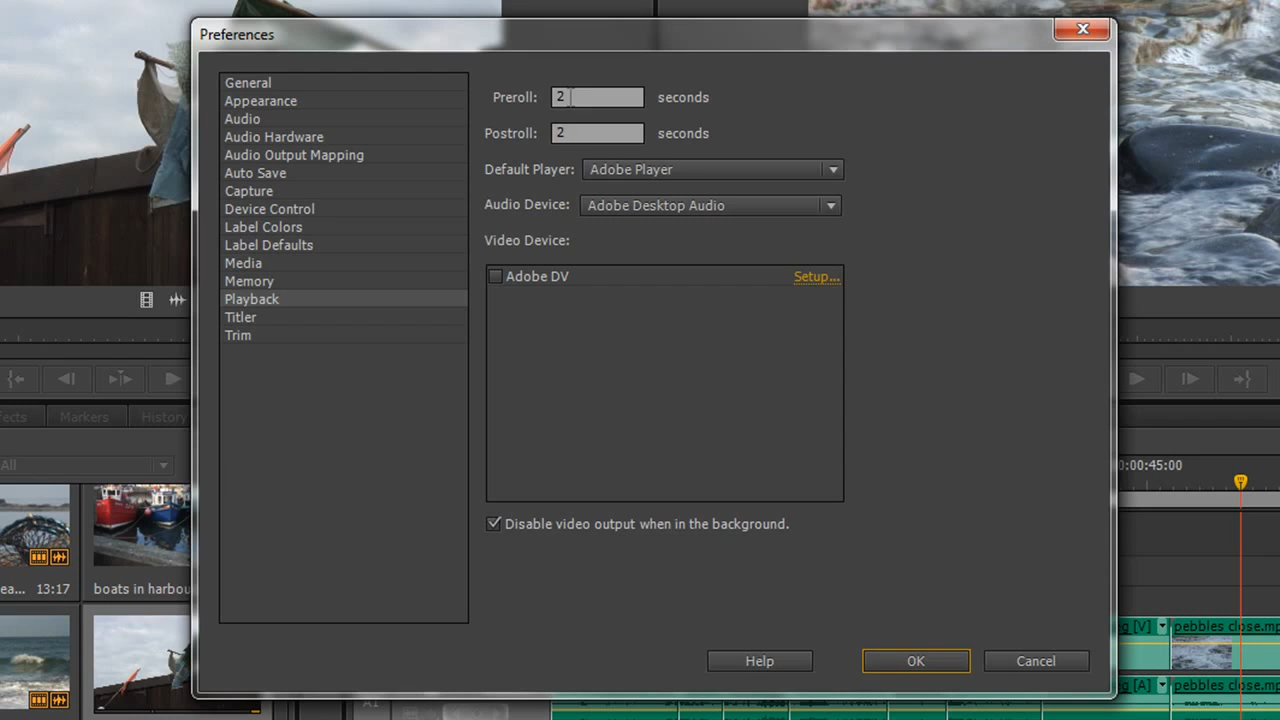 Preferences
General
Appearance
Audio
Audio Hardware
Audio Output Mapping
Auto Save
Capture
Device Control
Label Colors
Label Defaults
Media
Memory
Playback
Titler
Trim
Preroll: 2 seconds
Postroll: 2 seconds
Default Player: Adobe Player
Audio Device: Adobe Desktop Audio
Video Device:
Adobe DV Setup...
Disable video output when in the background.
Help OK Cancel
fects Markers History
All
0:00:45:00
ea... 13:17
boats in harbou
g [V] pebbles close.mp
g [A] pebbles close.mp
A1